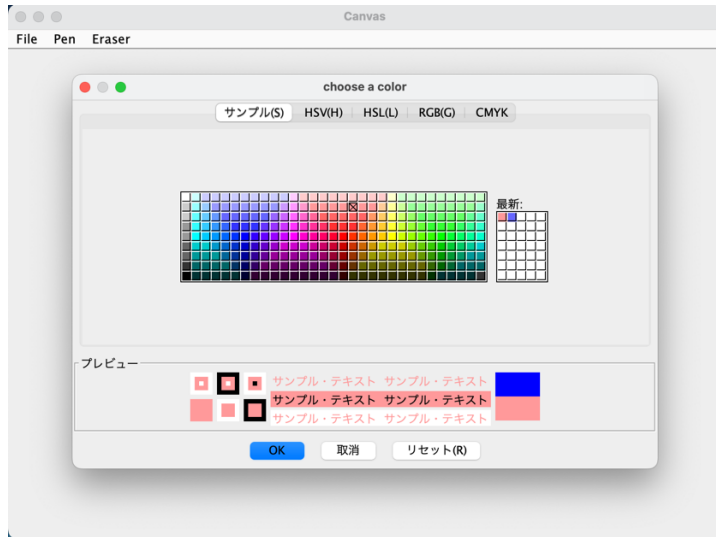 Canvas
File Pen Eraser
choose a color
サンプル(S) HSV(H) HSL(L) RGB(G) CMYK
最新:
プレビュー
サンプル・テキスト サンプル・テキスト
サンプル・テキスト サンプル・テキスト
サンプル・テキスト サンプル・テキスト
OK 取消 リセット(R)